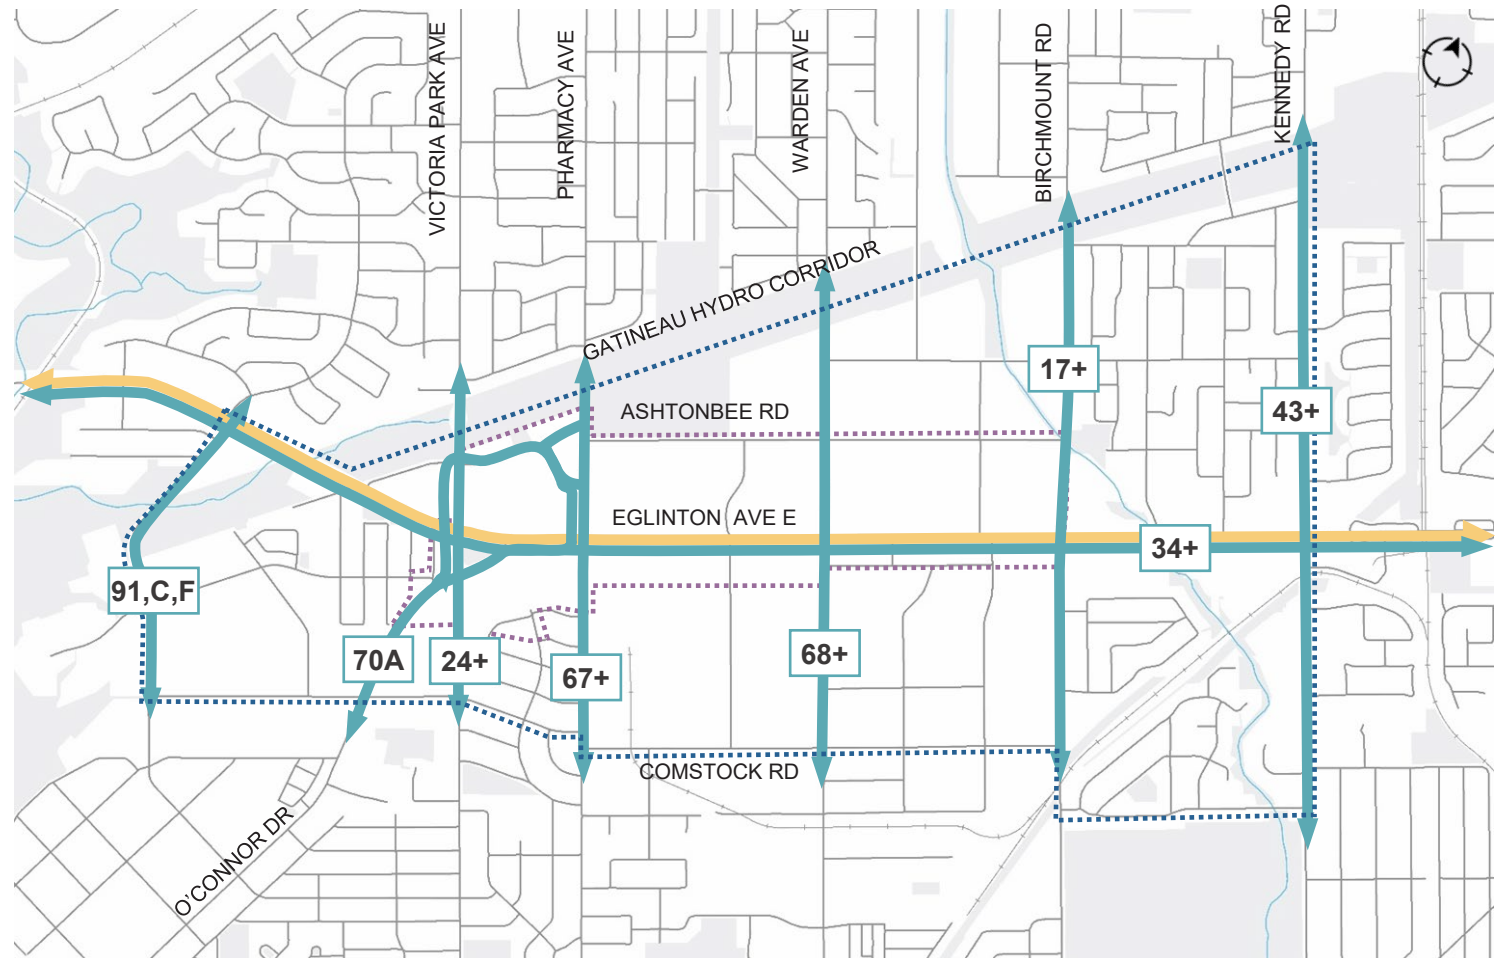 VICTORIA PARK AVE
PHARMACY AVE
WARDEN AVE
BIRCHMOUNT RD
KENNEDY RD
GATINEAU HYDRO CORRIDOR
17+
43+
ASHTONBEE RD
EGLINTON AVE E
34+
91,C,F
70A
24+
67+
68+
COMSTOCK RD
O'CONNOR DR